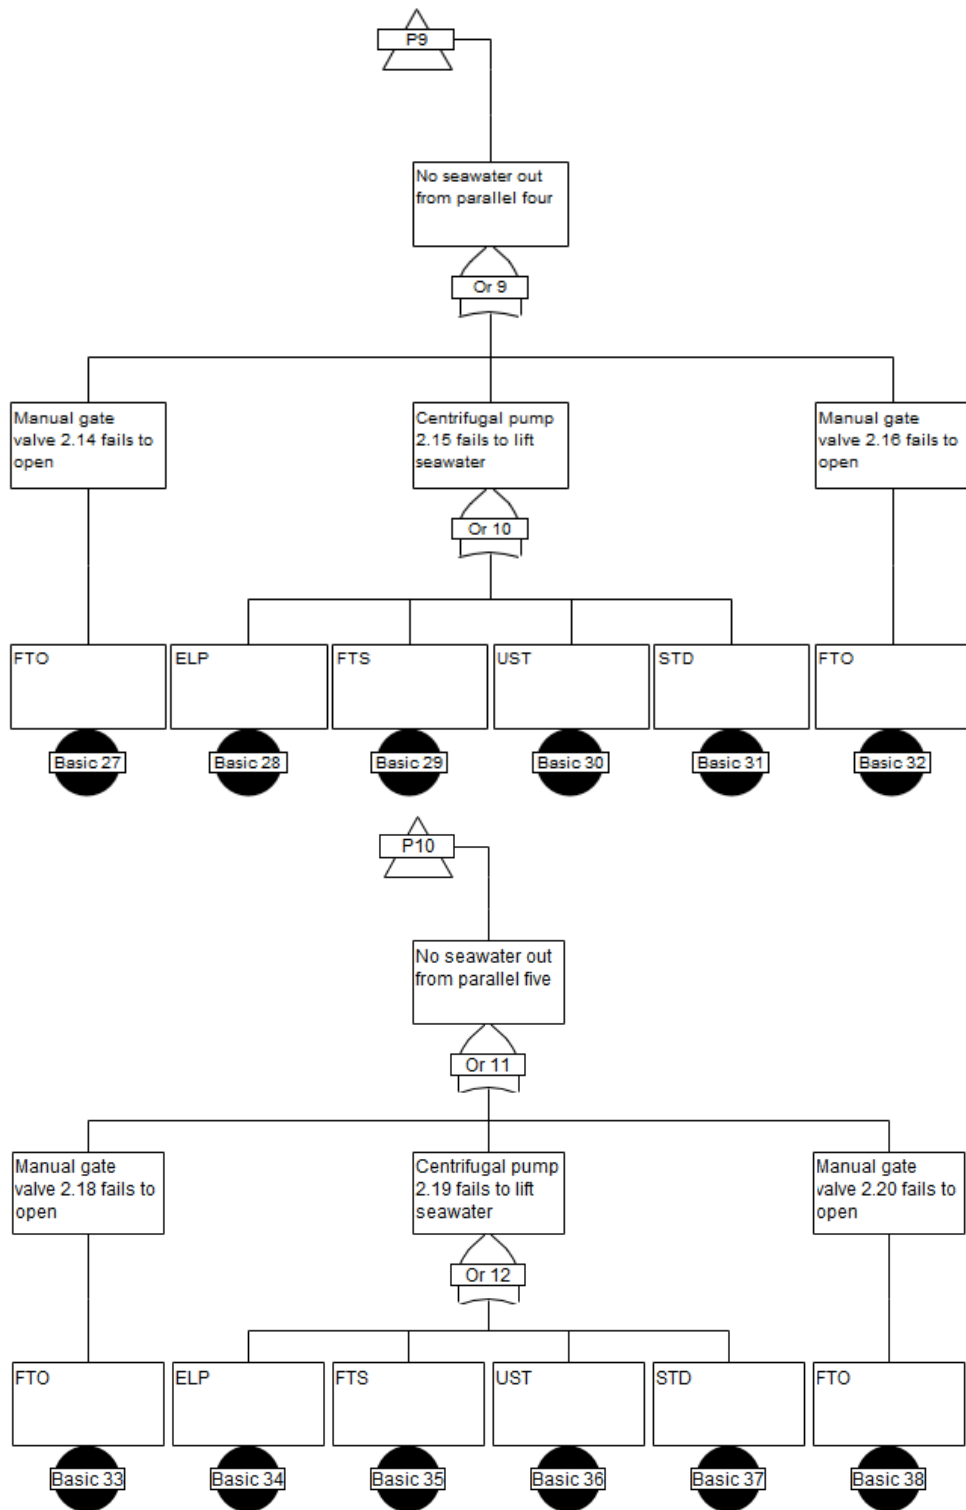 P9
No seawater out
from parallel four
Or 9
Manual gate
valve 2.14 fails to
open
Centrifugal pump
2.15 fails to lift
seawater
Manual gate
valve 2.16 fails to
open
Or 10
FTO
ELP
FTS
UST
STD
FTO
Basic 27
Basic 28
Basic 29
Basic 30
Basic 31
Basic 32
P10
No seawater out
from parallel five
Or 11
Manual gate
valve 2.18 fails to
open
Centrifugal pump
2.19 fails to lift
seawater
Manual gate
valve 2.20 fails to
open
Or 12
FTO
ELP
FTS
UST
STD
FTO
Basic 33
Basic 34
Basic 35
Basic 36
Basic 37
Basic 38